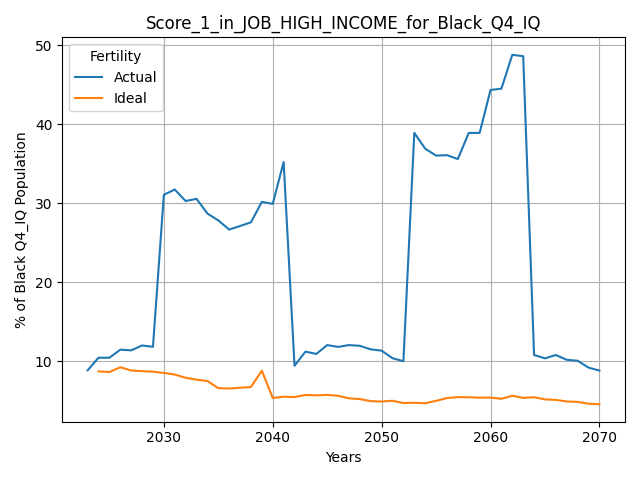 Score_1_in_JOB_HIGH_INCOME_for_Black_Q4_IQ
Fertility
Actual
Ideal
% of Black Q4_IQ Population
50
40
30
20
10
2030 2040 2050 2060 2070
Years